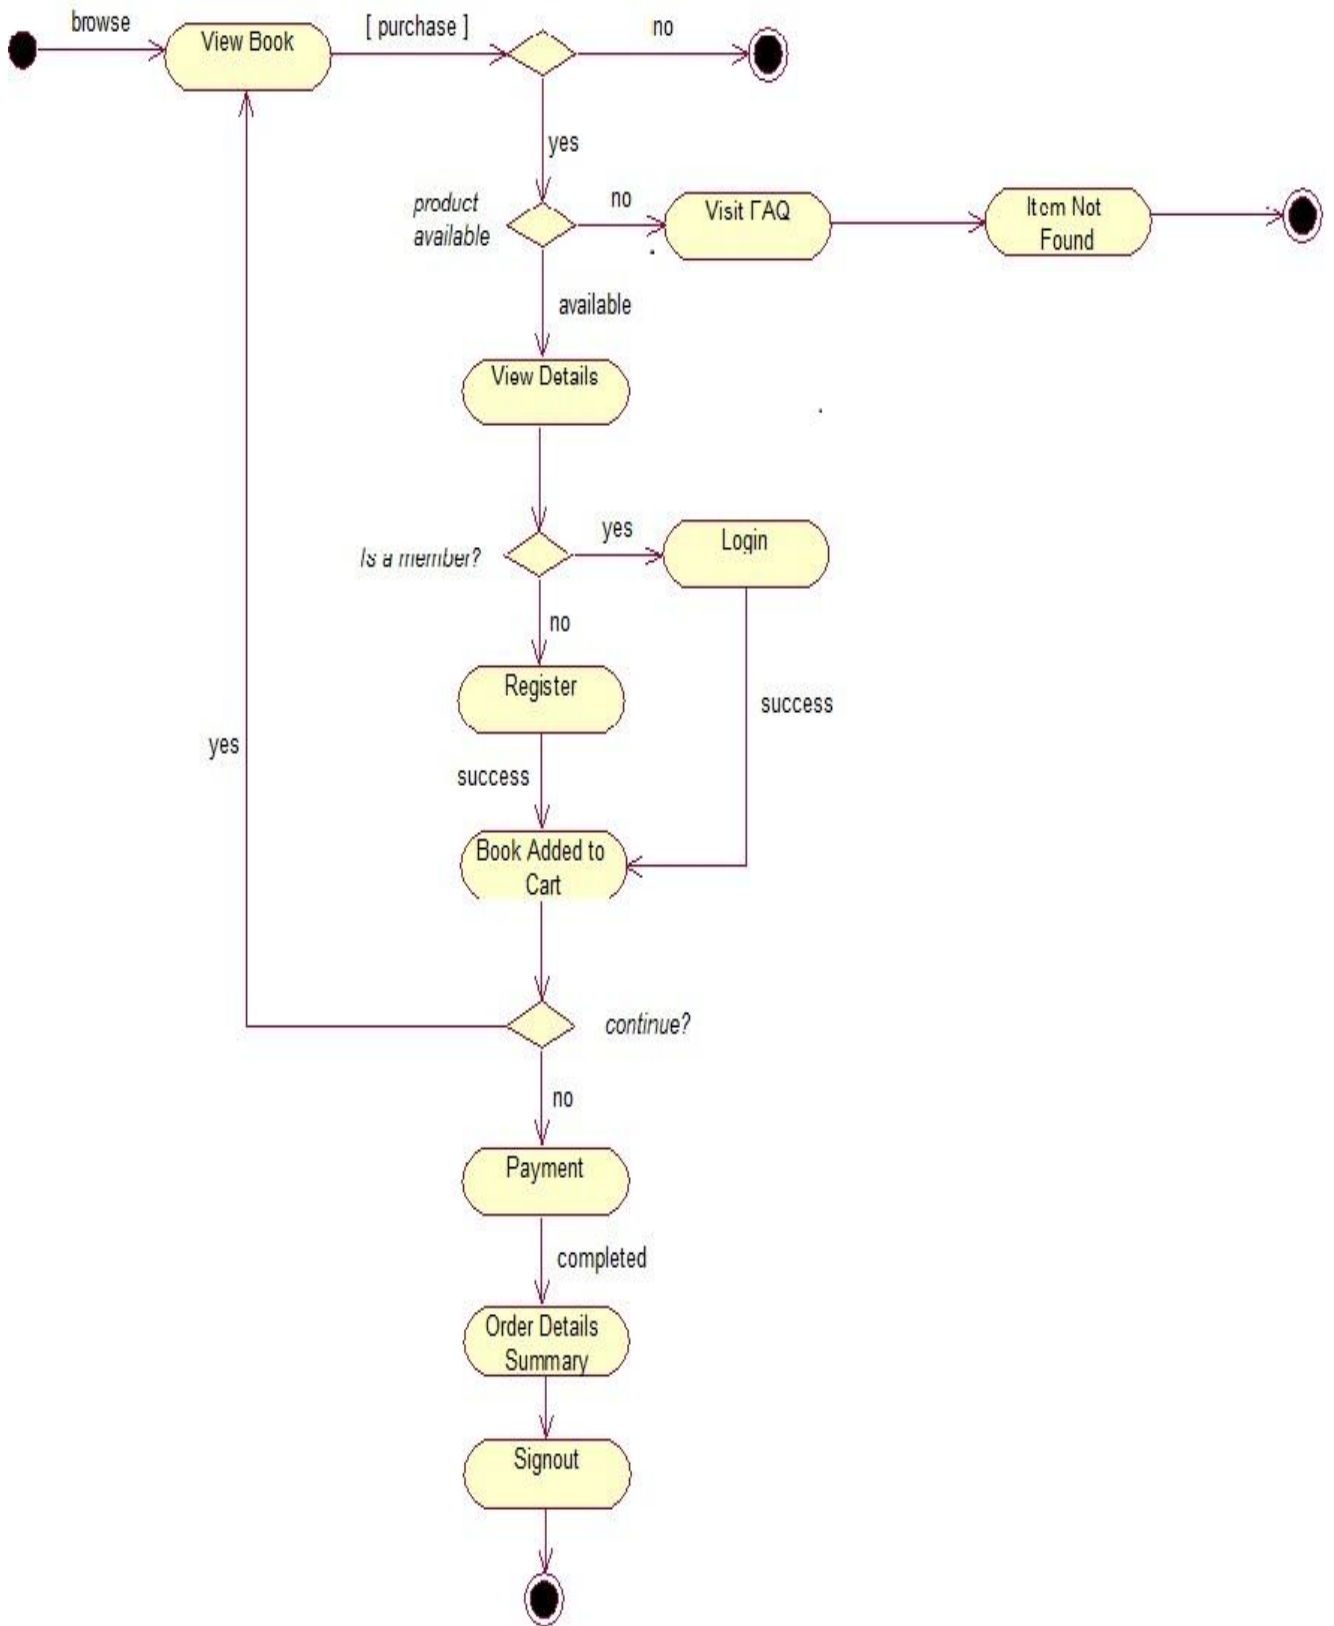 browse
View Book
[ purchase ]
no
yes
product
available
no
Visit FAQ
Item Not
Found
available
View Details
Is a member?
yes
Login
no
Register
success
success
yes
Book Added to
Cart
continue?
no
Payment
completed
Order Details
Summary
Signout